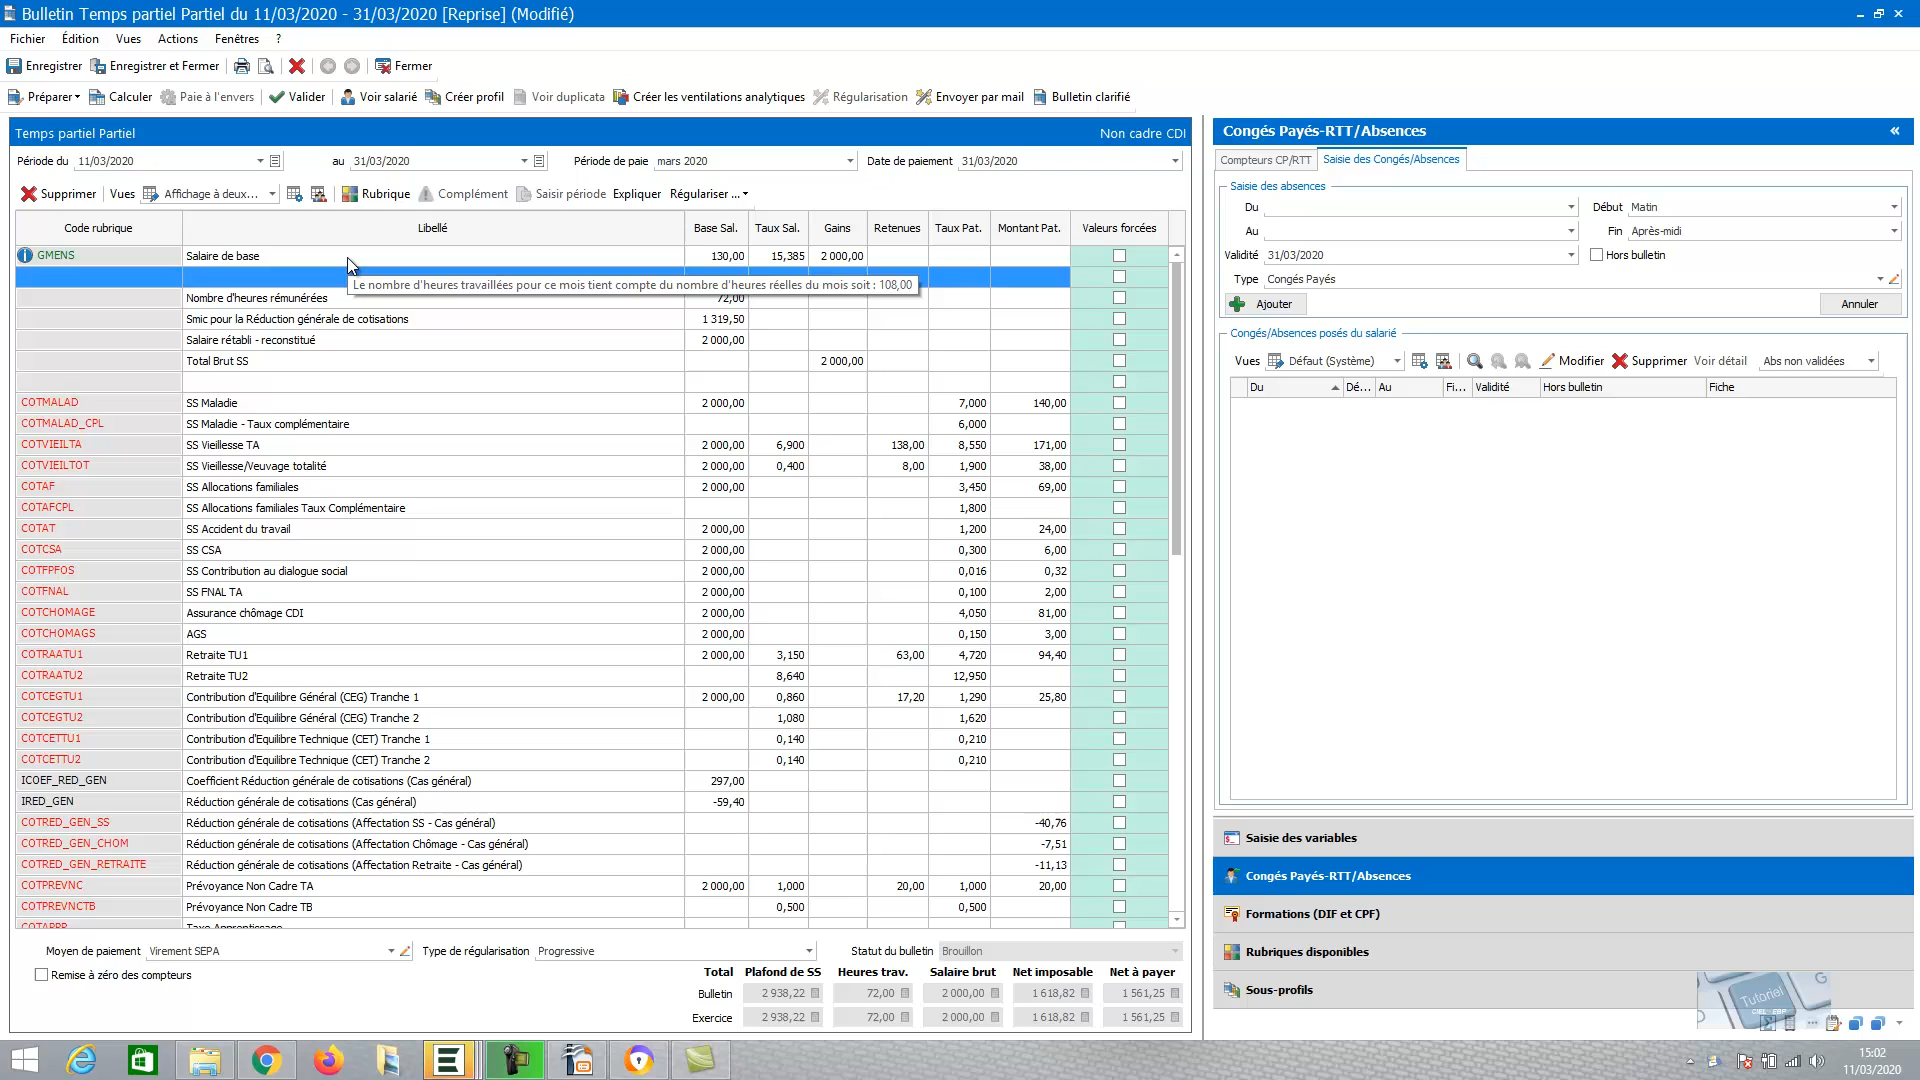 Bulletin Temps partiel Partiel du 11/03/2020 - 31/03/2020 [Reprise] (Modifié)
Fichier Édition Vues Actions Fenêtres ?
Enregistrer Enregistrer et Fermer Fermer
Préparer Calculer Paie à l'envers Valider Voir salarié Créer profil Voir duplicata Créer les ventilations analytiques Régularisation Envoyer par mail Bulletin clarifié
Temps partiel Partiel Non cadre CDI
Période du 11/03/2020 au 31/03/2020 Période de paie mars 2020 Date de paiement 31/03/2020
Supprimer Vues Affichage à deux... Rubrique Complément Saisir période Expliquer Régulariser ...
Code rubrique Libellé Base Sal. Taux Sal. Gains Retenues Taux Pat. Montant Pat. Valeurs forcées
GMENS Salaire de base 130,00 15,385 2 000,00
Le nombre d'heures travaillées pour ce mois tient compte du nombre d'heures réelles du mois soit : 108,00
Nombre d'heures rémunérées 72,00
Smic pour la Réduction générale de cotisations 1 319,50
Salaire rétabli - reconstitué 2 000,00
Total Brut SS 2 000,00
COTMALAD SS Maladie 2 000,00 7,000 140,00
COTMALAD_CPL SS Maladie - Taux complémentaire 6,000
COTVIEILTA SS Vieillesse TA 2 000,00 6,900 138,00 8,550 171,00
COTVIEILTOT SS Vieillesse/Veuvage totalité 2 000,00 0,400 8,00 1,900 38,00
COTAF SS Allocations familiales 2 000,00 3,450 69,00
COTAFCPL SS Allocations familiales Taux Complémentaire 1,800
COTAT SS Accident du travail 2 000,00 1,200 24,00
COTCSA SS CSA 2 000,00 0,300 6,00
COTFPFOS SS Contribution au dialogue social 2 000,00 0,016 0,32
COTFNAL SS FNAL TA 2 000,00 0,100 2,00
COTCHOMAGE Assurance chômage CDI 2 000,00 4,050 81,00
COTCHOMAGS AGS 2 000,00 0,150 3,00
COTRAATU1 Retraite TU1 2 000,00 3,150 63,00 4,720 94,40
COTRAATU2 Retraite TU2 8,640 12,950
COTCEGTU1 Contribution d'Equilibre Général (CEG) Tranche 1 2 000,00 0,860 17,20 1,290 25,80
COTCEGTU2 Contribution d'Equilibre Général (CEG) Tranche 2 1,080 1,620
COTCETTU1 Contribution d'Equilibre Technique (CET) Tranche 1 0,140 0,210
COTCETTU2 Contribution d'Equilibre Technique (CET) Tranche 2 0,140 0,210
ICOEF_RED_GEN Coefficient Réduction générale de cotisations (Cas général) 297,00
IRED_GEN Réduction générale de cotisations (Cas général) -59,40
COTRED_GEN_SS Réduction générale de cotisations (Affectation SS - Cas général) -40,76
COTRED_GEN_CHOM Réduction générale de cotisations (Affectation Chômage - Cas général) -7,51
COTRED_GEN_RETRAITE Réduction générale de cotisations (Affectation Retraite - Cas général) -11,13
COTPREVNC Prévoyance Non Cadre TA 2 000,00 1,000 20,00 1,000 20,00
COTPREVNCTB Prévoyance Non Cadre TB 0,500 0,500
COTAPPR Taxe Apprentissage
Moyen de paiement Virement SEPA Type de régularisation Progressive Statut du bulletin Brouillon
Remise à zéro des compteurs
Total Plafond de SS Heures trav. Salaire brut Net imposable Net à payer
Bulletin 2 938,22 72,00 2 000,00 1 618,82 1 561,25
Exercice 2 938,22 72,00 2 000,00 1 618,82 1 561,25
Congés Payés-RTT/Absences «
Compteurs CP/RTT Saisie des Congés/Absences
Saisie des absences
Du Début Matin
Au Fin Après-midi
Validité 31/03/2020 Hors bulletin
Type Congés Payés
Ajouter Annuler
Congés/Absences posés du salarié
Vues Défaut (Système) Modifier Supprimer Voir détail Abs non validées
Du Dé... Au Fi... Validité Hors bulletin Fiche
Saisie des variables
Congés Payés-RTT/Absences
Formations (DIF et CPF)
Rubriques disponibles
Sous-profils
Tutoriel
CIEL EBP
15:02
11/03/2020